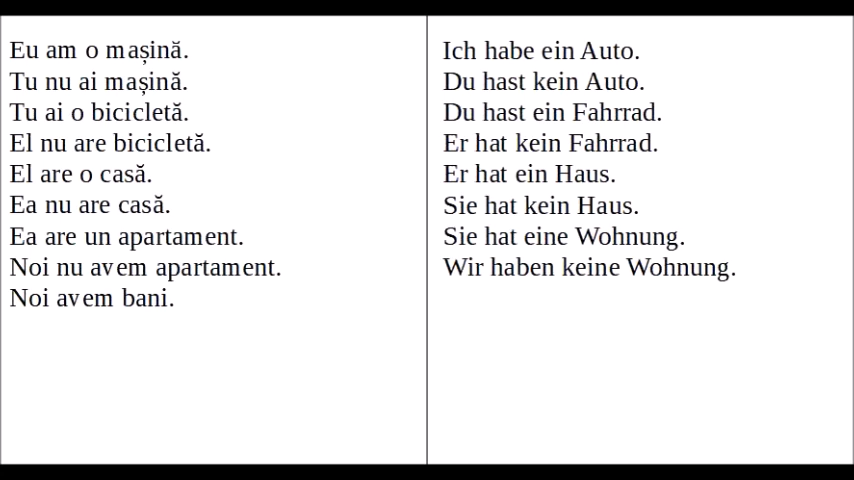 Eu am o mașină.
Tu nu ai mașină.
Tu ai o bicicletă.
El nu are bicicletă.
El are o casă.
Ea nu are casă.
Ea are un apartament.
Noi nu avem apartament.
Noi avem bani.
Ich habe ein Auto.
Du hast kein Auto.
Du hast ein Fahrrad.
Er hat kein Fahrrad.
Er hat ein Haus.
Sie hat kein Haus.
Sie hat eine Wohnung.
Wir haben keine Wohnung.